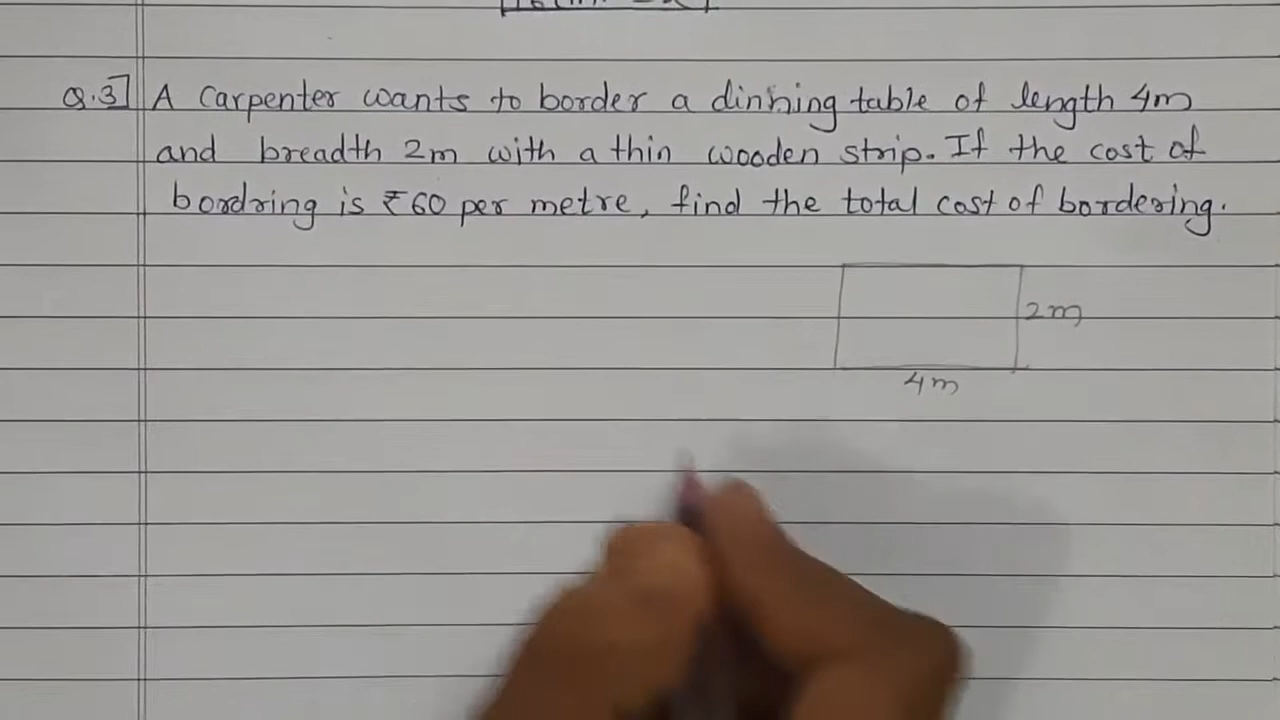 Q.3] A Carpenter wants to border a dinning table of length 4m
and breadth 2m with a thin wooden strip. If the cost of
bordring is ₹60 per metre, find the total cost of bordering.
2m
4m